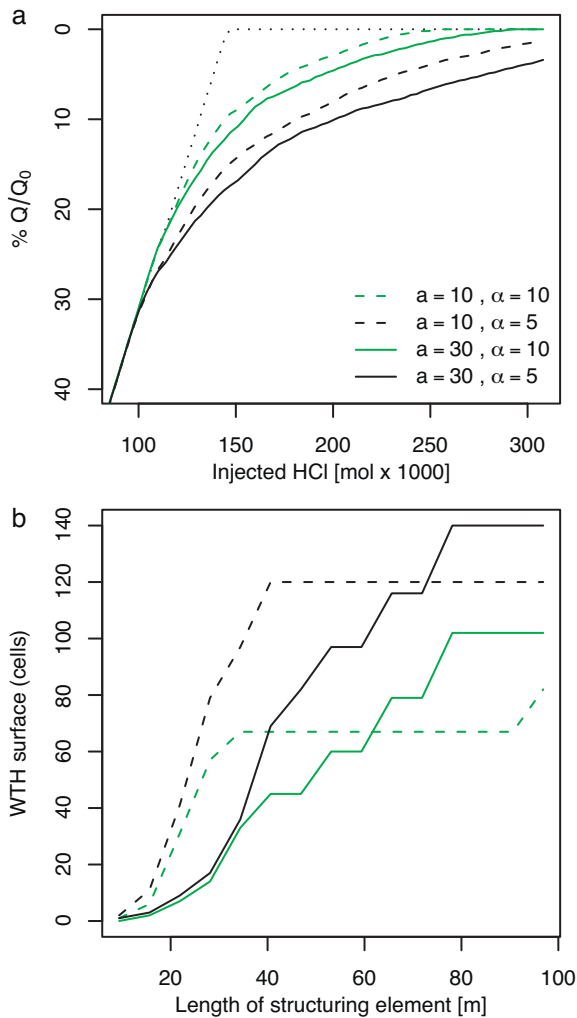 a
0
10
20
30
40
% Q/Q0
a = 10 , α = 10
a = 10 , α = 5
a = 30 , α = 10
a = 30 , α = 5
100 150 200 250 300
Injected HCl [mol x 1000]
b
140
120
100
80
60
40
20
0
WTH surface (cells)
20 40 60 80 100
Length of structuring element [m]